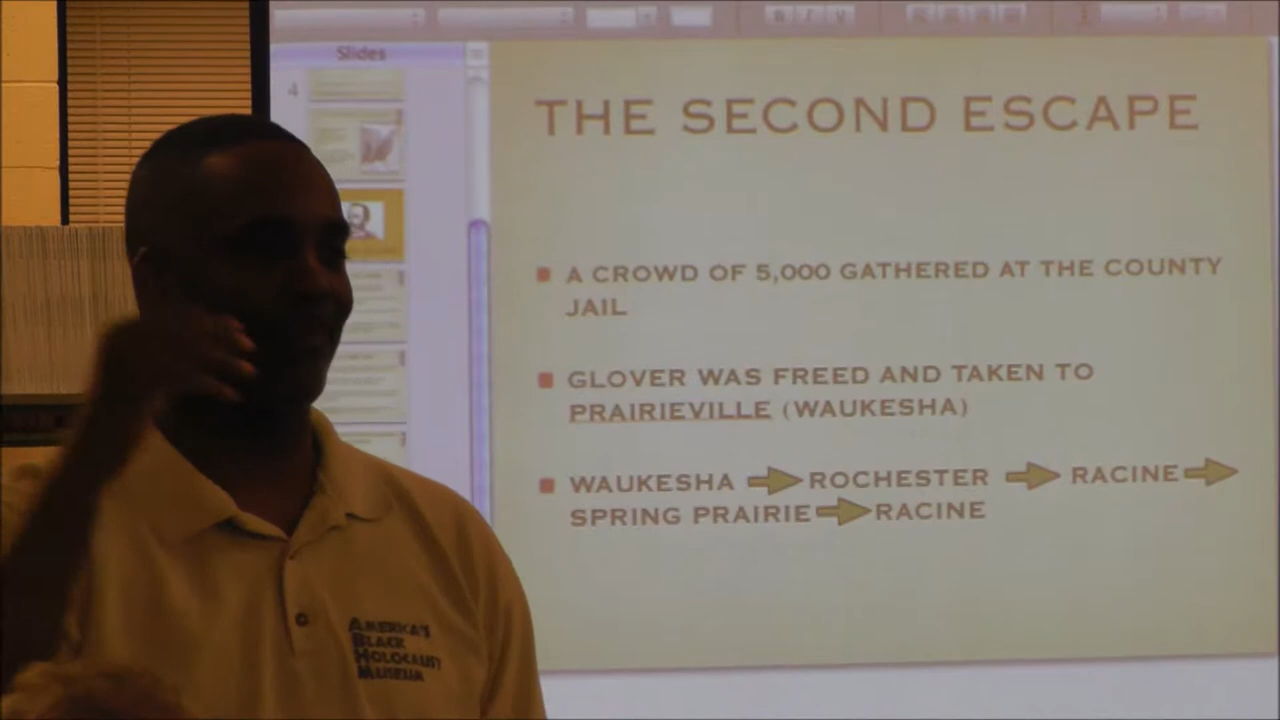 Slides
4
THE SECOND ESCAPE
A CROWD OF 5,000 GATHERED AT THE COUNTY
JAIL
GLOVER WAS FREED AND TAKEN TO
PRAIRIEVILLE (WAUKESHA)
WAUKESHA ROCHESTER RACINE
SPRING PRAIRIE RACINE
AMERICA'S
BLACK
HOLOCAUST
MUSEUM